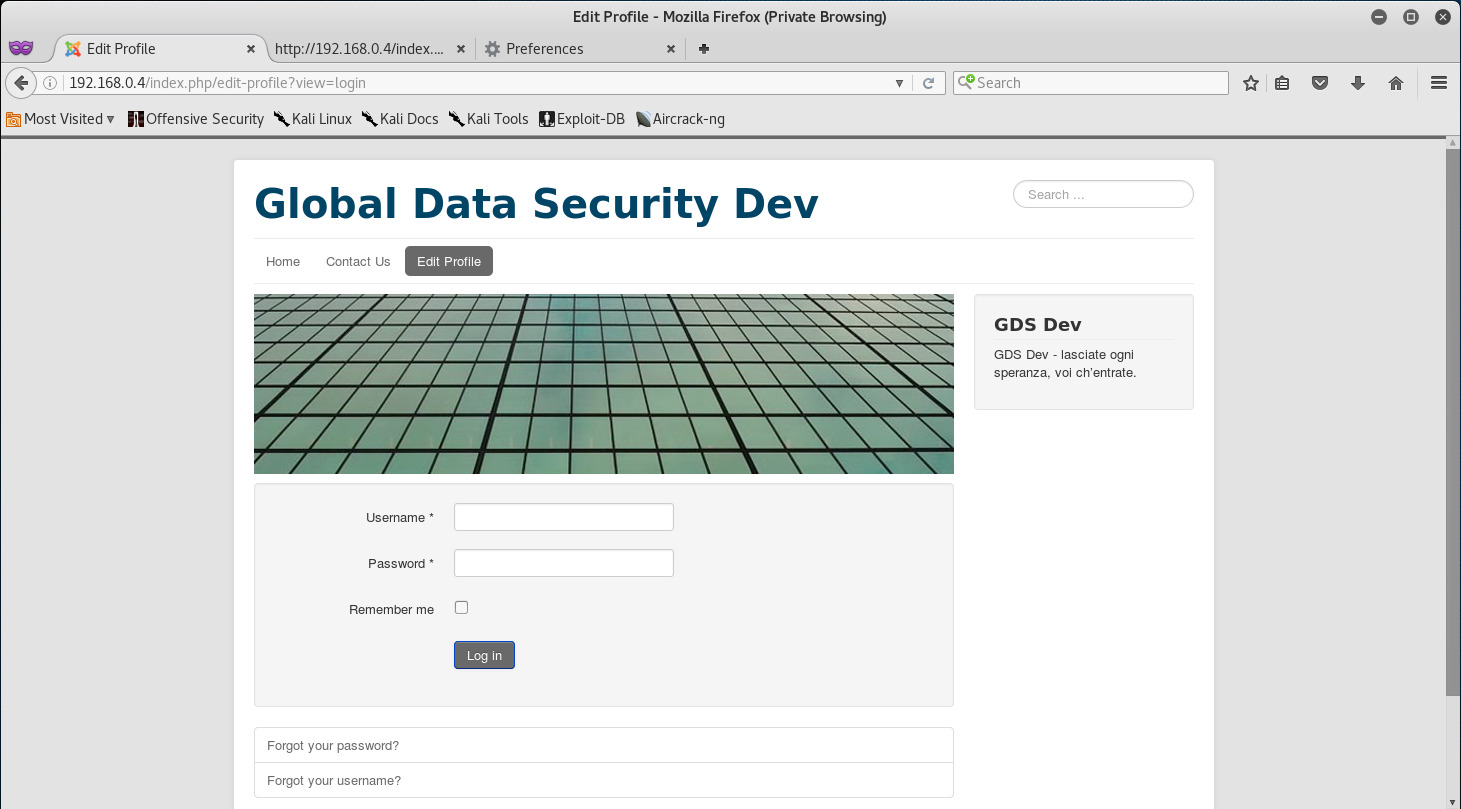 Edit Profile - Mozilla Firefox (Private Browsing)
Edit Profile
http://192.168.0.4/index....
Preferences
192.168.0.4/index.php/edit-profile?view=login
Search
Most Visited
Offensive Security
Kali Linux
Kali Docs
Kali Tools
Exploit-DB
Aircrack-ng
Global Data Security Dev
Search ...
Home
Contact Us
Edit Profile
GDS Dev
GDS Dev - lasciate ogni
speranza, voi ch'entrate.
Username *
Password *
Remember me
Log in
Forgot your password?
Forgot your username?